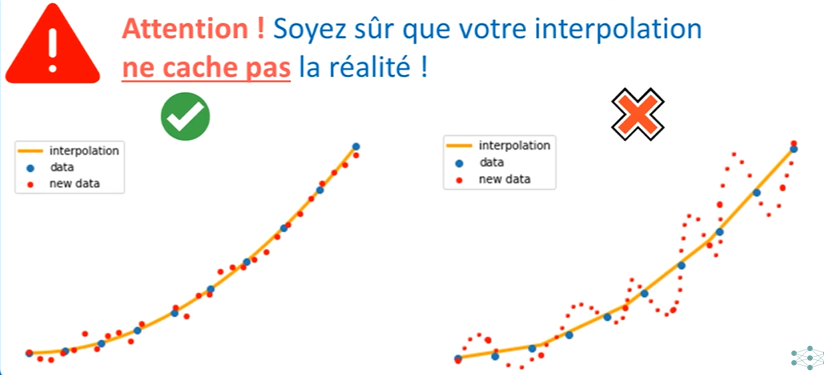 Attention ! Soyez sûr que votre interpolation
ne cache pas la réalité !
interpolation
data
new data
interpolation
data
new data